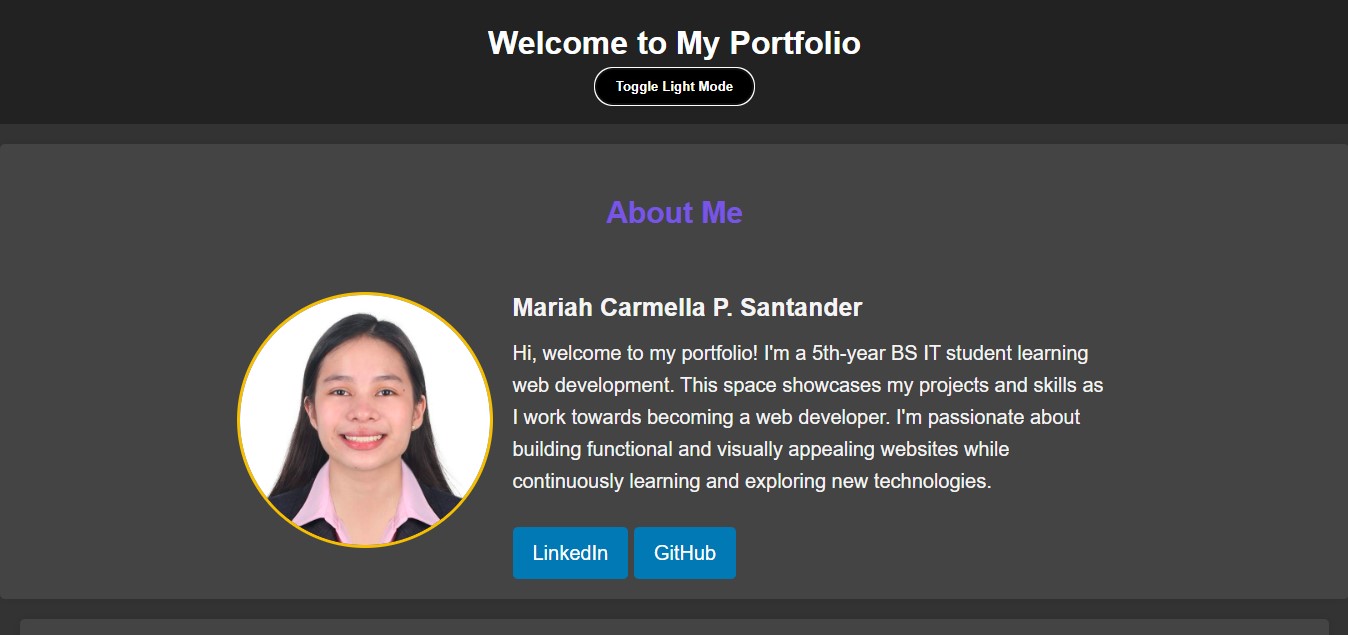 Welcome to My Portfolio
Toggle Light Mode
About Me
Mariah Carmella P. Santander
Hi, welcome to my portfolio! I'm a 5th-year BS IT student learning
web development. This space showcases my projects and skills as
I work towards becoming a web developer. I'm passionate about
building functional and visually appealing websites while
continuously learning and exploring new technologies.
LinkedIn GitHub